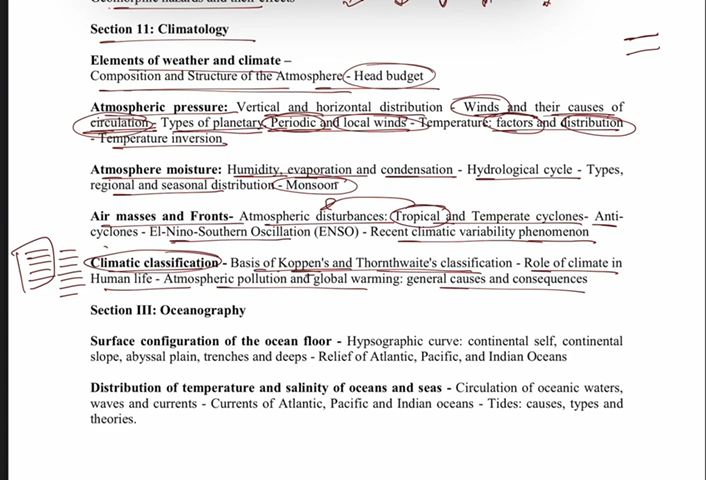 Geomorphic hazards and their effects
Section 11: Climatology
Elements of weather and climate –
Composition and Structure of the Atmosphere - Head budget
Atmospheric pressure: Vertical and horizontal distribution - Winds and their causes of
circulation - Types of planetary Periodic and local winds - Temperature: factors and distribution
- Temperature inversion
Atmosphere moisture: Humidity, evaporation and condensation - Hydrological cycle - Types,
regional and seasonal distribution - Monsoon
Air masses and Fronts- Atmospheric disturbances: Tropical and Temperate cyclones- Anti-
cyclones - El-Nino-Southern Oscillation (ENSO) - Recent climatic variability phenomenon
Climatic classification - Basis of Koppen's and Thornthwaite's classification - Role of climate in
Human life - Atmospheric pollution and global warming: general causes and consequences
Section III: Oceanography
Surface configuration of the ocean floor - Hypsographic curve: continental self, continental
slope, abyssal plain, trenches and deeps - Relief of Atlantic, Pacific, and Indian Oceans
Distribution of temperature and salinity of oceans and seas - Circulation of oceanic waters,
waves and currents - Currents of Atlantic, Pacific and Indian oceans - Tides: causes, types and
theories.